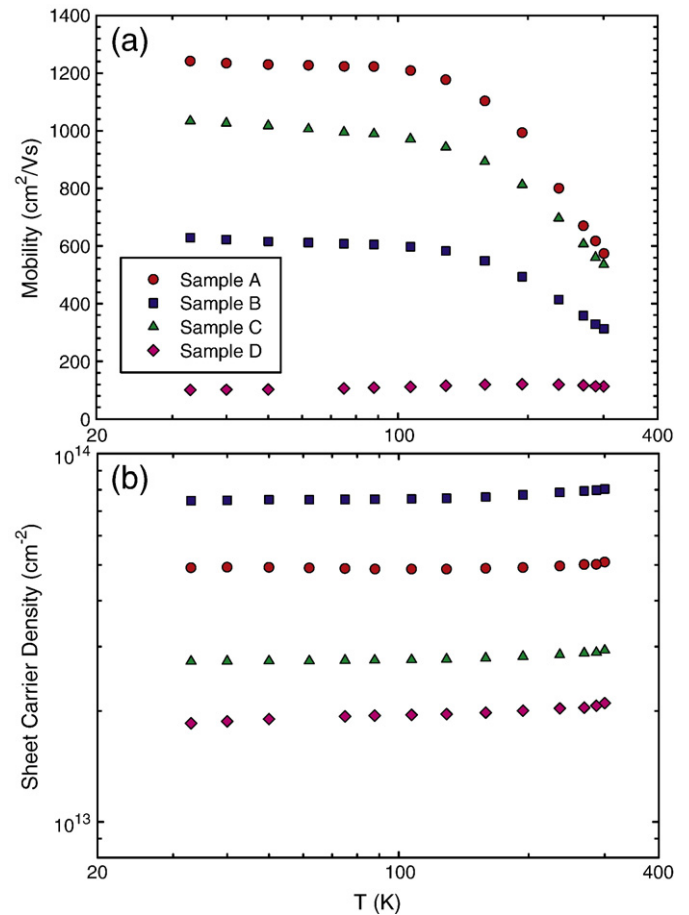 (a)
Mobility (cm²/Vs)
1400
1200
1000
800
600
400
200
0
Sample A
Sample B
Sample C
Sample D
20 100 400
(b)
Sheet Carrier Density (cm⁻²)
10¹⁴
10¹³
20 100 400
T (K)